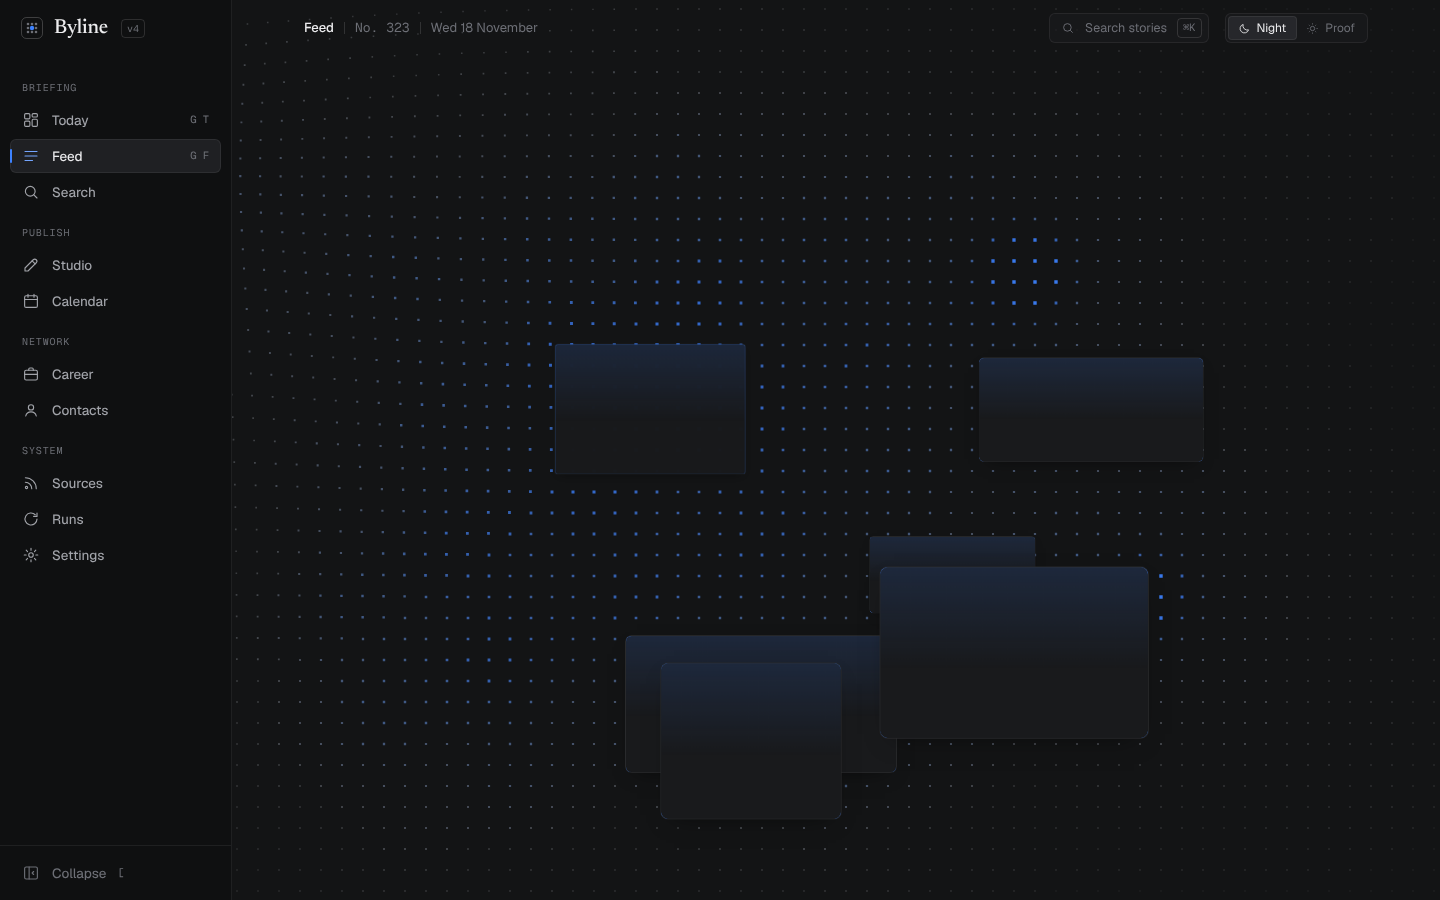 Byline v4
Feed No. 323 Wed 18 November
Search stories ⌘K
Night Proof
BRIEFING
Today G T
Feed G F
Search
PUBLISH
Studio
Calendar
NETWORK
Career
Contacts
SYSTEM
Sources
Runs
Settings
Collapse [